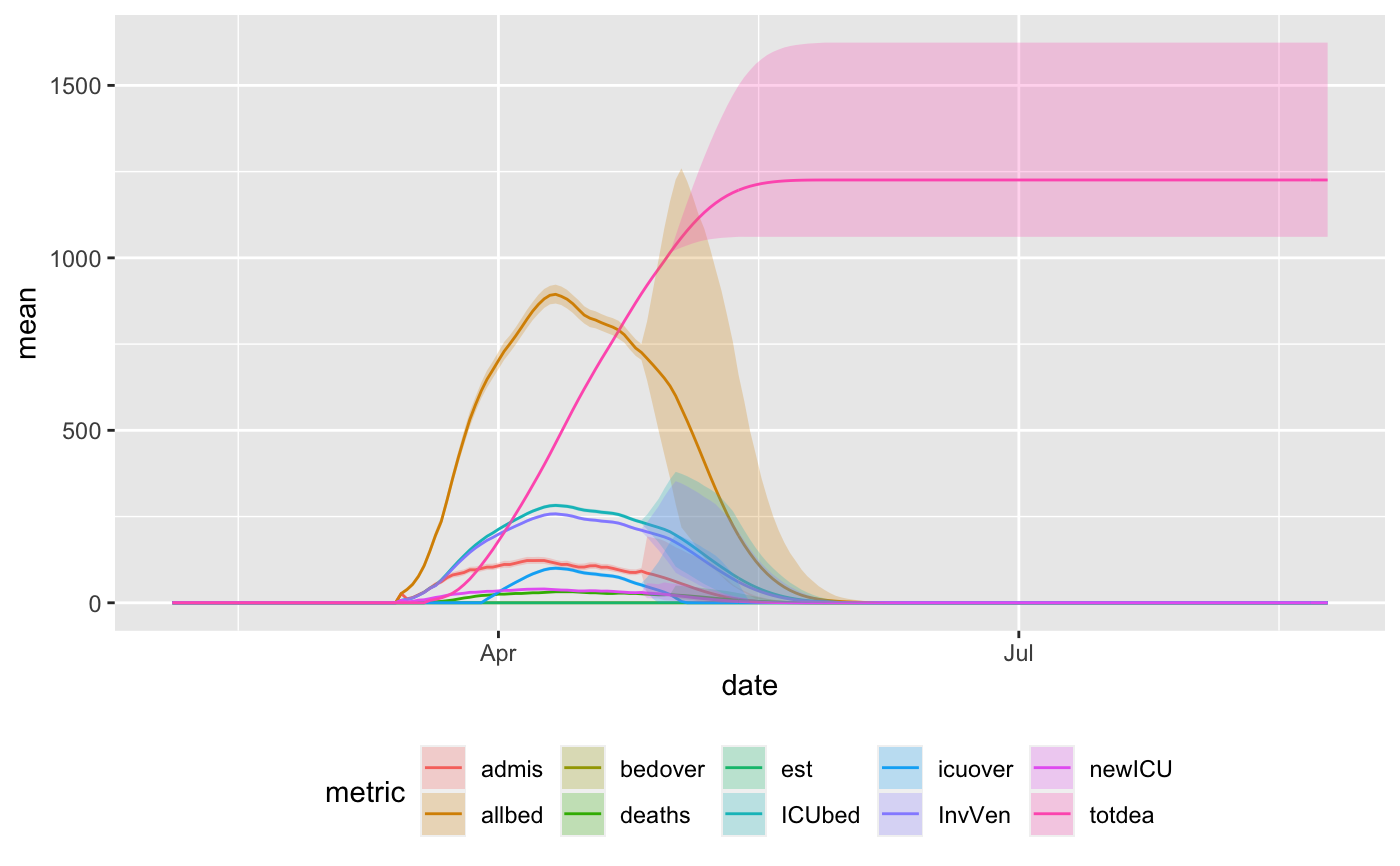 1500
1000
500
0
mean
Apr Jul
date
metric
admis bedover est icuover newICU
allbed deaths ICUbed InvVen totdea